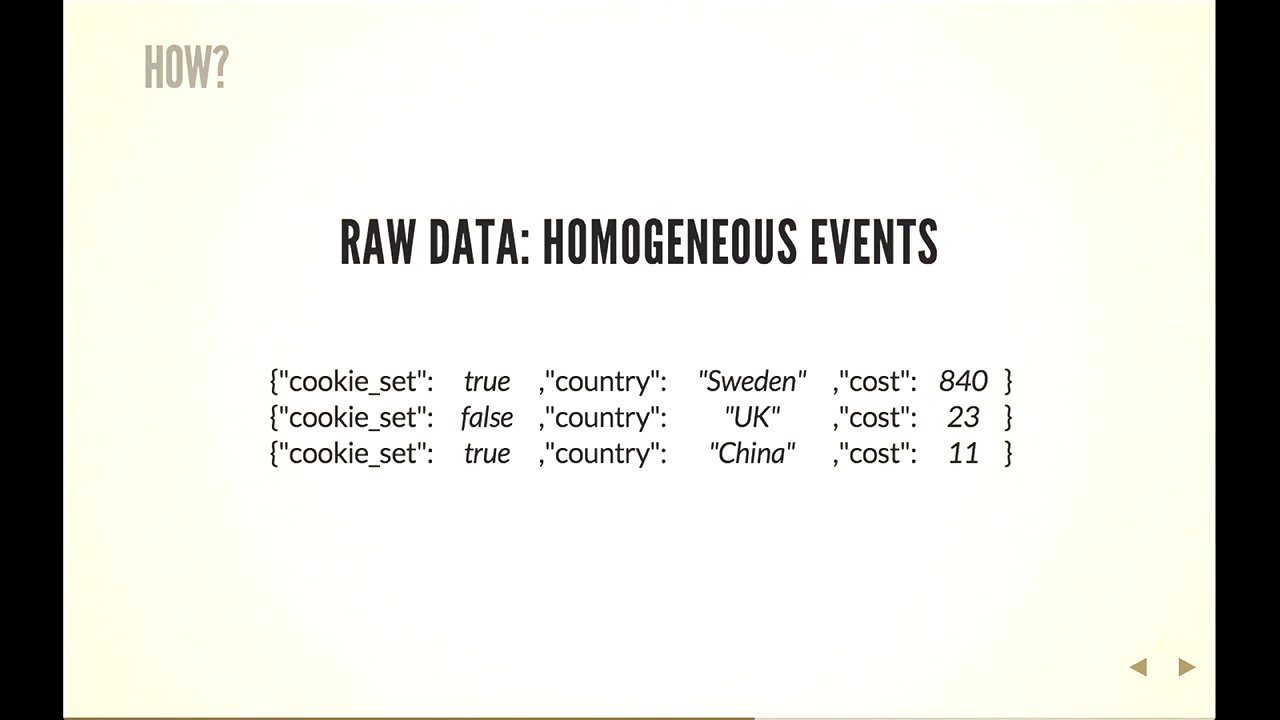 HOW?
RAW DATA: HOMOGENEOUS EVENTS
{"cookie_set": true ,"country": "Sweden" ,"cost": 840 }
{"cookie_set": false ,"country": "UK" ,"cost": 23 }
{"cookie_set": true ,"country": "China" ,"cost": 11 }